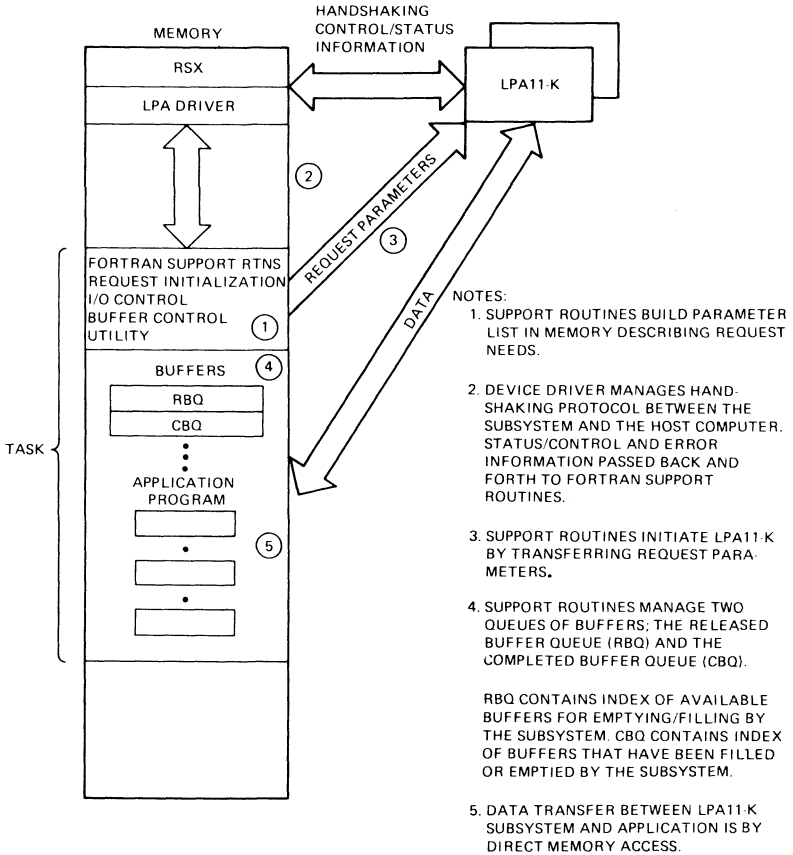 HANDSHAKING
CONTROL/STATUS
INFORMATION
MEMORY
RSX
LPA DRIVER
LPA11-K
2
REQUEST PARAMETERS
3
DATA
FORTRAN SUPPORT RTNS
REQUEST INITIALIZATION
I/O CONTROL
BUFFER CONTROL
UTILITY
1
4
BUFFERS
RBQ
CBQ
TASK
APPLICATION
PROGRAM
5
NOTES:
1. SUPPORT ROUTINES BUILD PARAMETER
LIST IN MEMORY DESCRIBING REQUEST
NEEDS.
2. DEVICE DRIVER MANAGES HAND-
SHAKING PROTOCOL BETWEEN THE
SUBSYSTEM AND THE HOST COMPUTER.
STATUS/CONTROL AND ERROR
INFORMATION PASSED BACK AND
FORTH TO FORTRAN SUPPORT
ROUTINES.
3. SUPPORT ROUTINES INITIATE LPA11-K
BY TRANSFERRING REQUEST PARA-
METERS.
4. SUPPORT ROUTINES MANAGE TWO
QUEUES OF BUFFERS; THE RELEASED
BUFFER QUEUE (RBQ) AND THE
COMPLETED BUFFER QUEUE (CBQ).
RBQ CONTAINS INDEX OF AVAILABLE
BUFFERS FOR EMPTYING/FILLING BY
THE SUBSYSTEM. CBQ CONTAINS INDEX
OF BUFFERS THAT HAVE BEEN FILLED
OR EMPTIED BY THE SUBSYSTEM.
5. DATA TRANSFER BETWEEN LPA11-K
SUBSYSTEM AND APPLICATION IS BY
DIRECT MEMORY ACCESS.